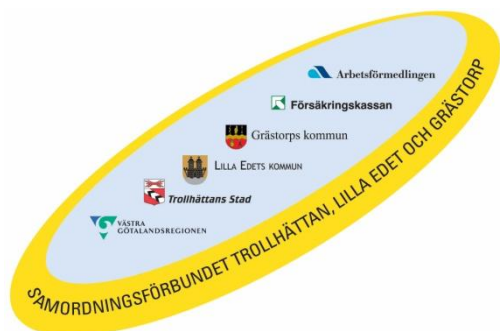 Arbetsförmedlingen
Försäkringskassan
Grästorps kommun
LILLA EDETS KOMMUN
Trollhättans Stad
VÄSTRA
GÖTALANDSREGIONEN
SAMORDNINGSFÖRBUNDET TROLLHÄTTAN, LILLA EDET OCH GRÄSTORP